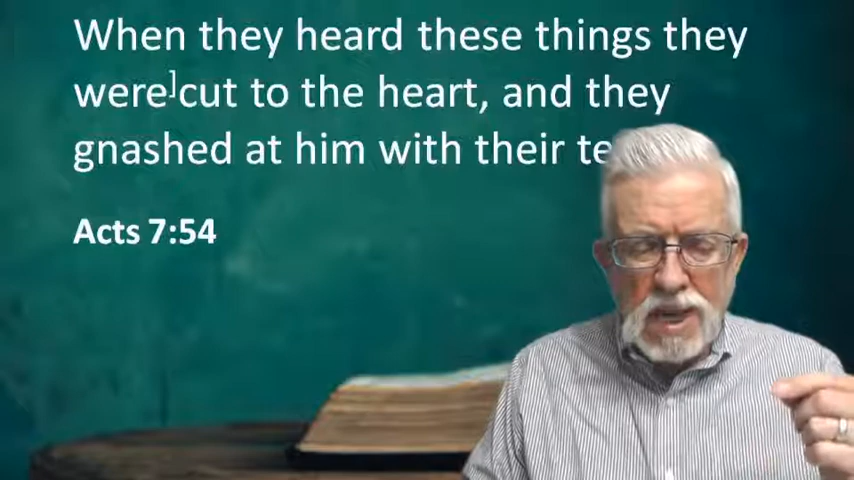 When they heard these things they
were]cut to the heart, and they
gnashed at him with their
Acts 7:54